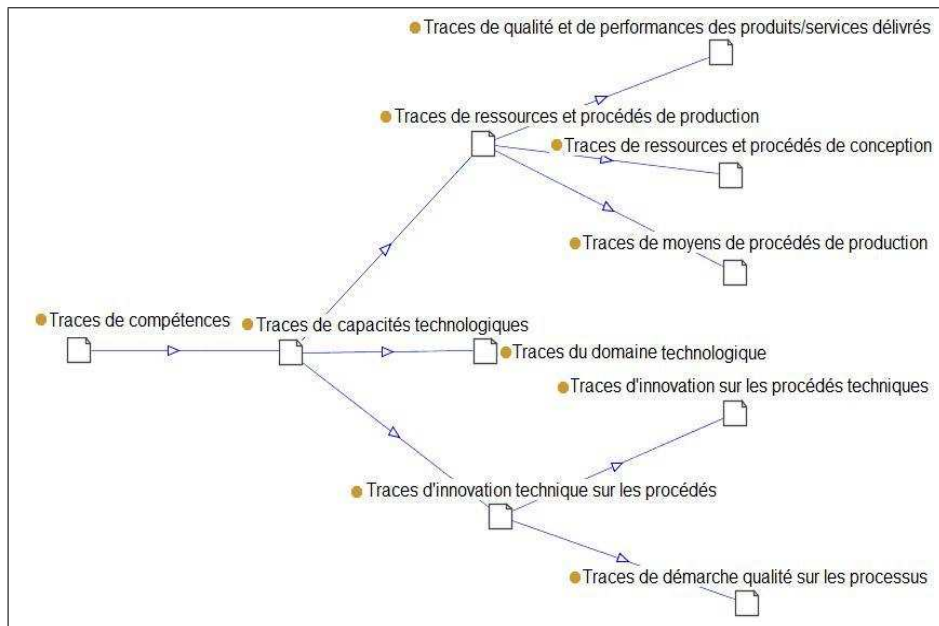 Traces de qualité et de performances des produits/services délivrés
Traces de ressources et procédés de production
Traces de ressources et procédés de conception
Traces de moyens de procédés de production
Traces de compétences
Traces de capacités technologiques
Traces du domaine technologique
Traces d'innovation sur les procédés techniques
Traces d'innovation technique sur les procédés
Traces de démarche qualité sur les processus